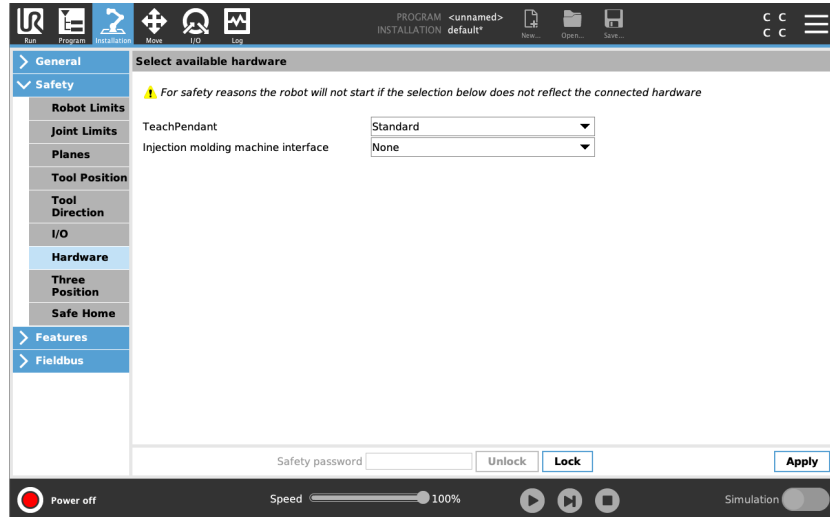 PROGRAM <unnamed>
INSTALLATION default*
New... Open... Save...
C C
C C
Run Program Installation Move I/O Log
General
Safety
Robot Limits
Joint Limits
Planes
Tool Position
Tool
Direction
I/O
Hardware
Three
Position
Safe Home
Features
Fieldbus
Select available hardware
For safety reasons the robot will not start if the selection below does not reflect the connected hardware
TeachPendant Standard
Injection molding machine interface None
Safety password Unlock Lock Apply
Power off Speed 100% Simulation